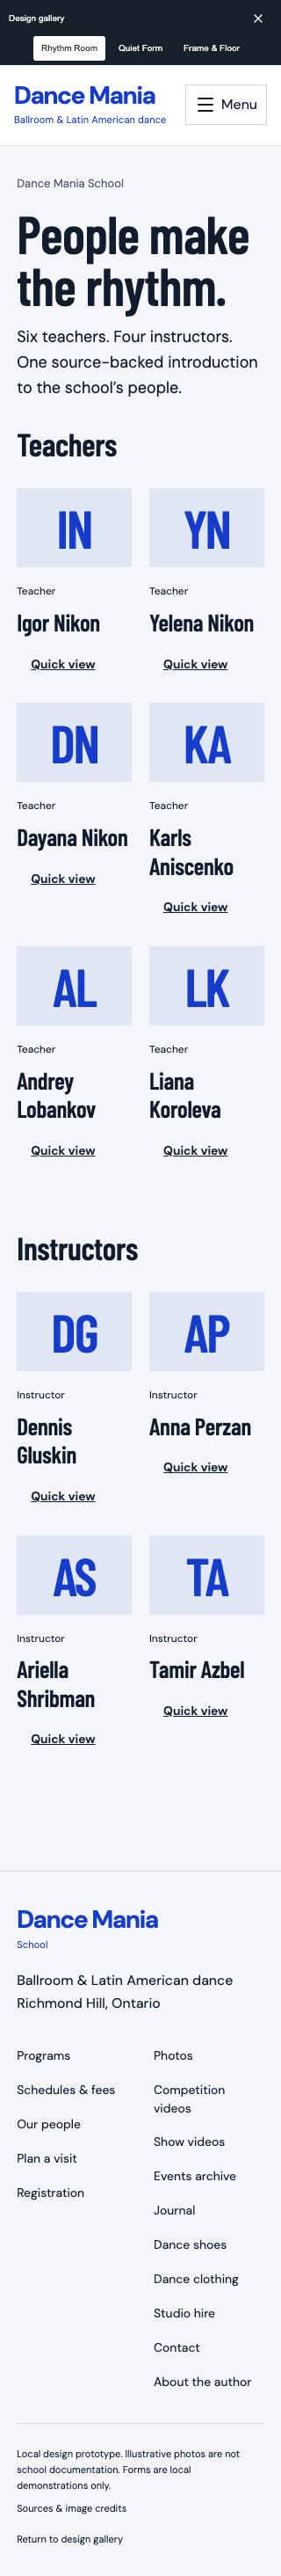 Design gallery
×
Rhythm Room Quiet Form Frame & Floor
Dance Mania
Ballroom & Latin American dance
Menu
Dance Mania School
People make
the rhythm.
Six teachers. Four instructors.
One source-backed introduction
to the school’s people.
Teachers
IN
Teacher
Igor Nikon
Quick view
YN
Teacher
Yelena Nikon
Quick view
DN
Teacher
Dayana Nikon
Quick view
KA
Teacher
Karls
Aniscenko
Quick view
AL
Teacher
Andrey
Lobankov
Quick view
LK
Teacher
Liana
Koroleva
Quick view
Instructors
DG
Instructor
Dennis
Gluskin
Quick view
AP
Instructor
Anna Perzan
Quick view
AS
Instructor
Ariella
Shribman
Quick view
TA
Instructor
Tamir Azbel
Quick view
Dance Mania
School
Ballroom & Latin American dance
Richmond Hill, Ontario
Programs
Schedules & fees
Our people
Plan a visit
Registration
Photos
Competition
videos
Show videos
Events archive
Journal
Dance shoes
Dance clothing
Studio hire
Contact
About the author
Local design prototype. Illustrative photos are not
school documentation. Forms are local
demonstrations only.
Sources & image credits
Return to design gallery